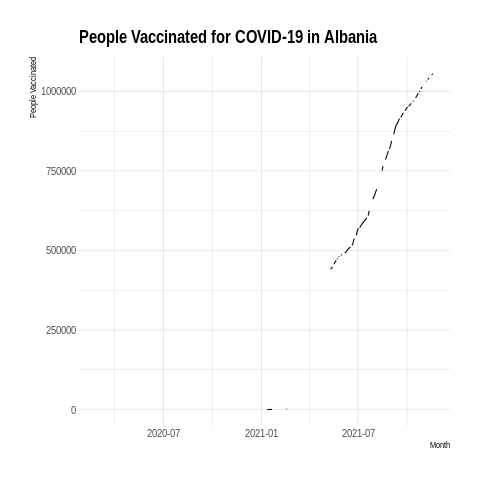 People Vaccinated for COVID-19 in Albania
People Vaccinated
1000000
750000
500000
250000
0
2020-07
2021-01
2021-07
Month